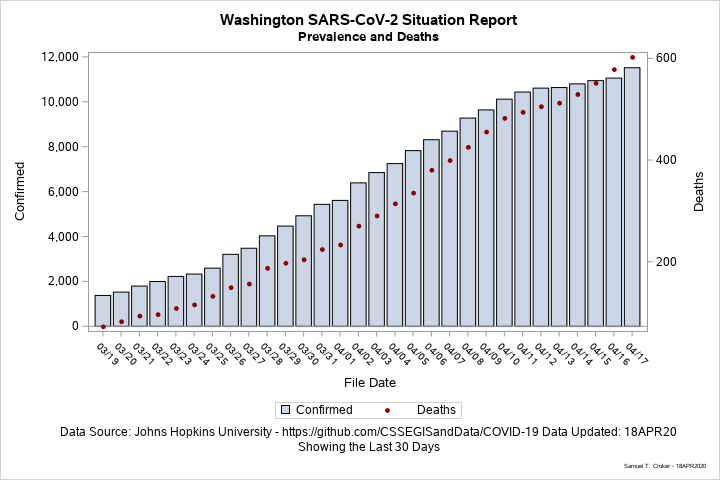 Washington SARS-CoV-2 Situation Report
Prevalence and Deaths
12,000
10,000
8,000
6,000
4,000
2,000
0
Confirmed
600
400
200
Deaths
03/19 03/20 03/21 03/22 03/23 03/24 03/25 03/26 03/27 03/28 03/29 03/30 03/31 04/01 04/02 04/03 04/04 04/05 04/06 04/07 04/08 04/09 04/10 04/11 04/12 04/13 04/14 04/15 04/16 04/17
File Date
Confirmed Deaths
Data Source: Johns Hopkins University - https://github.com/CSSEGISandData/COVID-19 Data Updated: 18APR20
Showing the Last 30 Days
Samuel T. Croker - 18APR2020